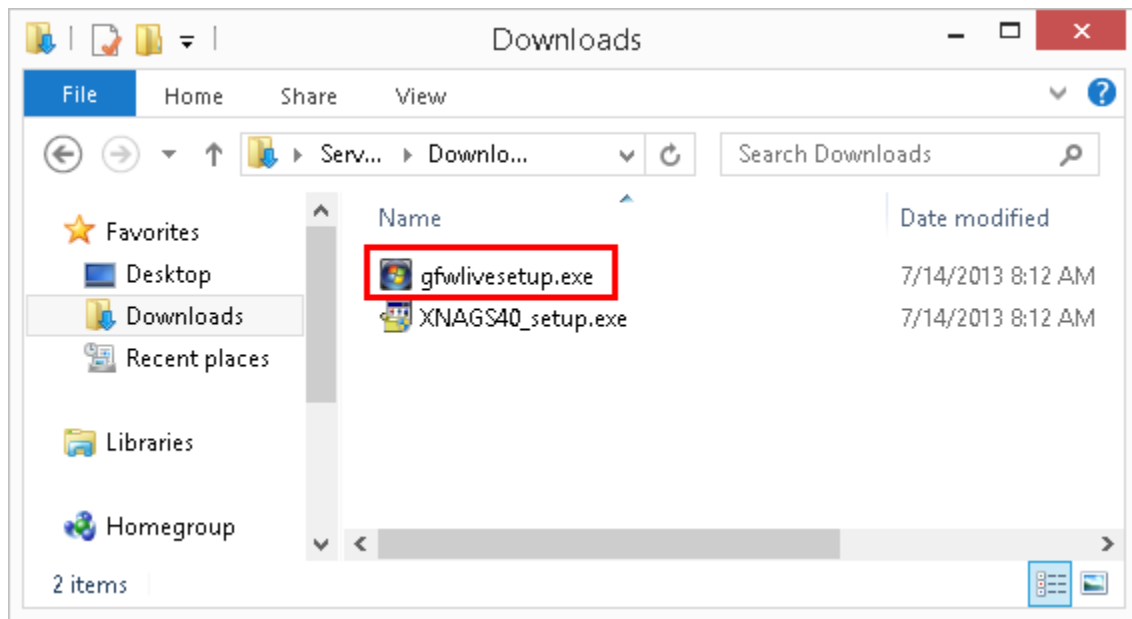 Downloads
File Home Share View
Serv... Downlo... Search Downloads
Name Date modified
Favorites
Desktop
Downloads
Recent places
Libraries
Homegroup
gfwlivesetup.exe 7/14/2013 8:12 AM
XNAGS40_setup.exe 7/14/2013 8:12 AM
2 items